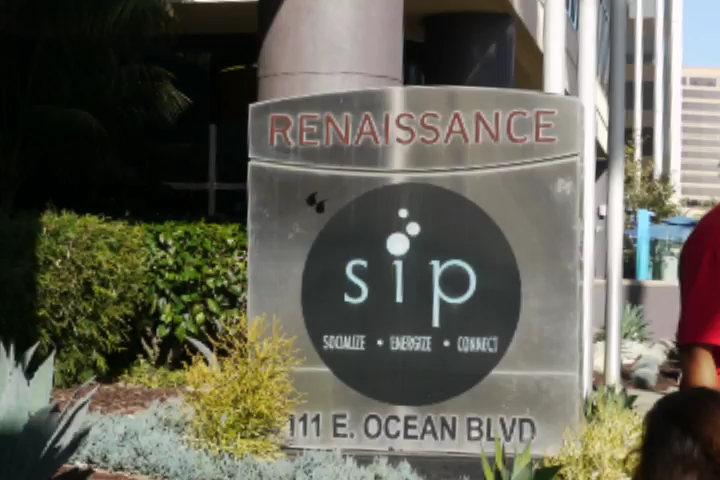 RENAISSANCE
sip
SOCIALIZE • ENERGIZE • CONNECT
111 E. OCEAN BLVD